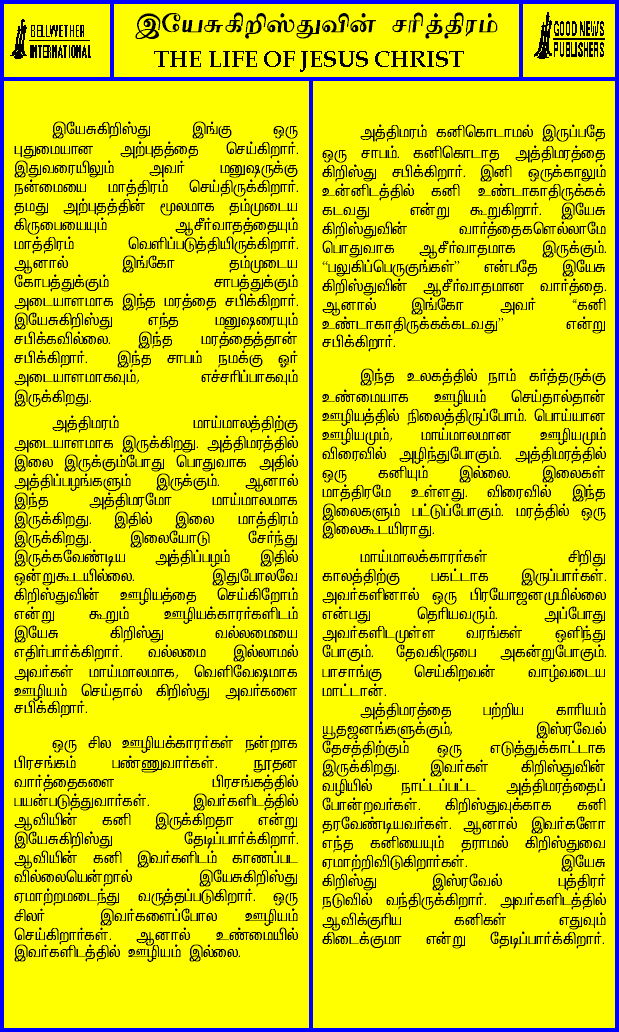 BELLWETHER
INTERNATIONAL
இயேசுகிறிஸ்துவின் சரித்திரம்
THE LIFE OF JESUS CHRIST
GOOD NEWS
PUBLISHERS
இயேசுகிறிஸ்து இங்கு ஒரு
புதுமையான அற்புதத்தை செய்கிறார்.
இதுவரையிலும் அவர் மனுஷருக்கு
நன்மையை மாத்திரம் செய்திருக்கிறார்.
தமது அற்புதத்தின் மூலமாக தம்முடைய
கிருபையையும் ஆசீர்வாதத்தையும்
மாத்திரம் வெளிப்படுத்தியிருக்கிறார்.
ஆனால் இங்கோ தம்முடைய
கோபத்துக்கும் சாபத்துக்கும்
அடையாளமாக இந்த மரத்தை சபிக்கிறார்.
இயேசுகிறிஸ்து எந்த மனுஷரையும்
சபிக்கவில்லை. இந்த மரத்தைத்தான்
சபிக்கிறார். இந்த சாபம் நமக்கு ஓர்
அடையாளமாகவும், எச்சரிப்பாகவும்
இருக்கிறது.
அத்திமரம் மாய்மாலத்திற்கு
அடையாளமாக இருக்கிறது. அத்திமரத்தில்
இலை இருக்கும்போது பொதுவாக அதில்
அத்திப்பழங்களும் இருக்கும். ஆனால்
இந்த அத்திமரமோ மாய்மாலமாக
இருக்கிறது. இதில் இலை மாத்திரம்
இருக்கிறது. இலையோடு சேர்ந்து
இருக்கவேண்டிய அத்திப்பழம் இதில்
ஒன்றுகூடயில்லை. இதுபோலவே
கிறிஸ்துவின் ஊழியத்தை செய்கிறோம்
என்று கூறும் ஊழியக்காரர்களிடம்
இயேசு கிறிஸ்து வல்லமையை
எதிர்பார்க்கிறார். வல்லமை இல்லாமல்
அவர்கள் மாய்மாலமாக, வெளிவேஷமாக
ஊழியம் செய்தால் கிறிஸ்து அவர்களை
சபிக்கிறார்.
ஒரு சில ஊழியக்காரர்கள் நன்றாக
பிரசங்கம் பண்ணுவார்கள். நூதன
வார்த்தைகளை பிரசங்கத்தில்
பயன்படுத்துவார்கள். இவர்களிடத்தில்
ஆவியின் கனி இருக்கிறதா என்று
இயேசுகிறிஸ்து தேடிப்பார்க்கிறார்.
ஆவியின் கனி இவர்களிடம் காணப்பட
வில்லையென்றால் இயேசுகிறிஸ்து
ஏமாற்றமடைந்து வருத்தப்படுகிறார். ஒரு
சிலர் இவர்களைப்போல ஊழியம்
செய்கிறார்கள். ஆனால் உண்மையில்
இவர்களிடத்தில் ஊழியம் இல்லை.
அத்திமரம் கனிகொடாமல் இருப்பதே
ஒரு சாபம். கனிகொடாத அத்திமரத்தை
கிறிஸ்து சபிக்கிறார். இனி ஒருக்காலும்
உன்னிடத்தில் கனி உண்டாகாதிருக்கக்
கடவது என்று கூறுகிறார். இயேசு
கிறிஸ்துவின் வார்த்தைகளெல்லாமே
பொதுவாக ஆசீர்வாதமாக இருக்கும்.
“பலுகிப்பெருகுங்கள்” என்பதே இயேசு
கிறிஸ்துவின் ஆசீர்வாதமான வார்த்தை.
ஆனால் இங்கோ அவர் “கனி
உண்டாகாதிருக்கக்கடவது” என்று
சபிக்கிறார்.
இந்த உலகத்தில் நாம் கர்த்தருக்கு
உண்மையாக ஊழியம் செய்தால்தான்
ஊழியத்தில் நிலைத்திருப்போம். பொய்யான
ஊழியமும், மாய்மாலமான ஊழியமும்
விரைவில் அழிந்துபோகும். அத்திமரத்தில்
ஒரு கனியும் இல்லை. இலைகள்
மாத்திரமே உள்ளது. விரைவில் இந்த
இலைகளும் பட்டுப்போகும். மரத்தில் ஒரு
இலைகூடயிராது.
மாய்மாலக்காரர்கள் சிறிது
காலத்திற்கு பகட்டாக இருப்பார்கள்.
அவர்களினால் ஒரு பிரயோஜனமுமில்லை
என்பது தெரியவரும். அப்போது
அவர்களிடமுள்ள வரங்கள் ஒளிந்து
போகும். தேவகிருபை அகன்றுபோகும்.
பாசாங்கு செய்கிறவன் வாழ்வடைய
மாட்டான்.
அத்திமரத்தை பற்றிய காரியம்
யூதஜனங்களுக்கும், இஸ்ரவேல்
தேசத்திற்கும் ஒரு எடுத்துக்காட்டாக
இருக்கிறது. இவர்கள் கிறிஸ்துவின்
வழியில் நாட்டப்பட்ட அத்திமரத்தைப்
போன்றவர்கள். கிறிஸ்துவுக்காக கனி
தரவேண்டியவர்கள். ஆனால் இவர்களோ
எந்த கனியையும் தராமல் கிறிஸ்துவை
ஏமாற்றிவிடுகிறார்கள். இயேசு
கிறிஸ்து இஸ்ரவேல் புத்திரர்
நடுவில் வந்திருக்கிறார். அவர்களிடத்தில்
ஆவிக்குரிய கனிகள் எதுவும்
கிடைக்குமா என்று தேடிப்பார்க்கிறார்.